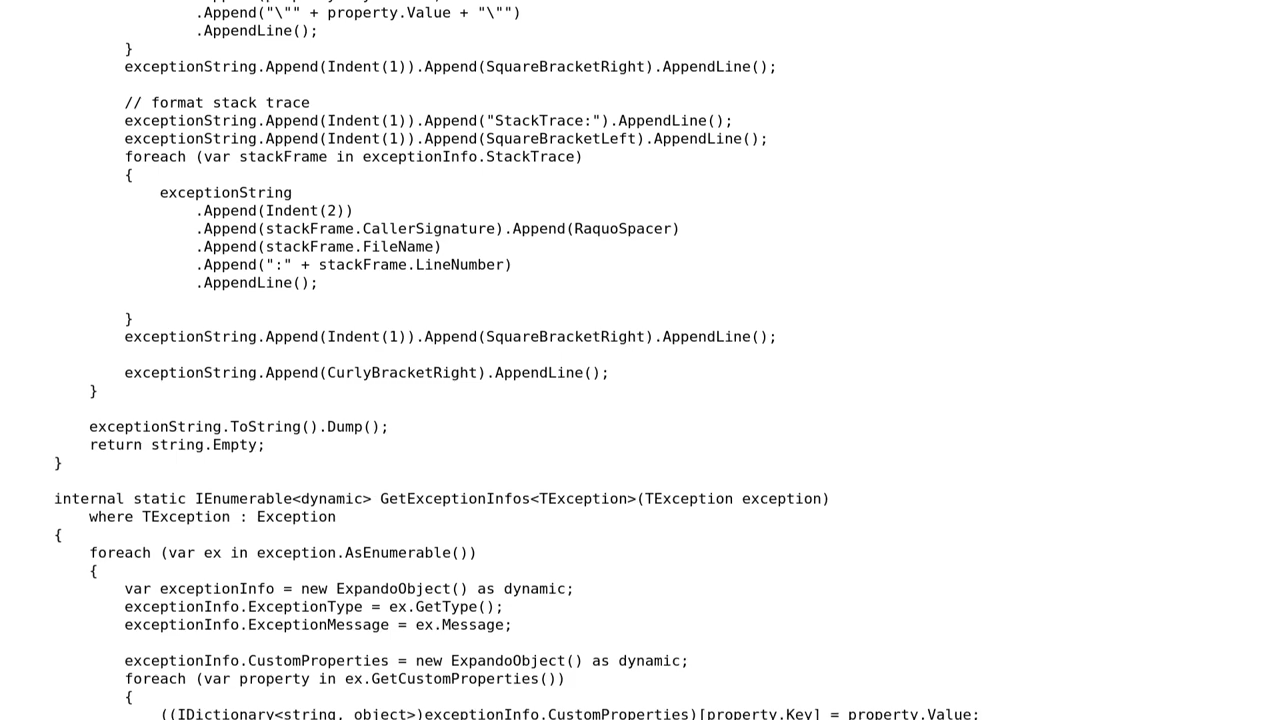 .Append("\"" + property.Value + "\"")
.AppendLine();
}
exceptionString.Append(Indent(1)).Append(SquareBracketRight).AppendLine();
// format stack trace
exceptionString.Append(Indent(1)).Append("StackTrace:").AppendLine();
exceptionString.Append(Indent(1)).Append(SquareBracketLeft).AppendLine();
foreach (var stackFrame in exceptionInfo.StackTrace)
{
exceptionString
.Append(Indent(2))
.Append(stackFrame.CallerSignature).Append(RaquoSpacer)
.Append(stackFrame.FileName)
.Append(":" + stackFrame.LineNumber)
.AppendLine();
}
exceptionString.Append(Indent(1)).Append(SquareBracketRight).AppendLine();
exceptionString.Append(CurlyBracketRight).AppendLine();
}
exceptionString.ToString().Dump();
return string.Empty;
}
internal static IEnumerable<dynamic> GetExceptionInfos<TException>(TException exception)
where TException : Exception
{
foreach (var ex in exception.AsEnumerable())
{
var exceptionInfo = new ExpandoObject() as dynamic;
exceptionInfo.ExceptionType = ex.GetType();
exceptionInfo.ExceptionMessage = ex.Message;
exceptionInfo.CustomProperties = new ExpandoObject() as dynamic;
foreach (var property in ex.GetCustomProperties())
{
((IDictionary<string, object>)exceptionInfo.CustomProperties)[property.Key] = property.Value;